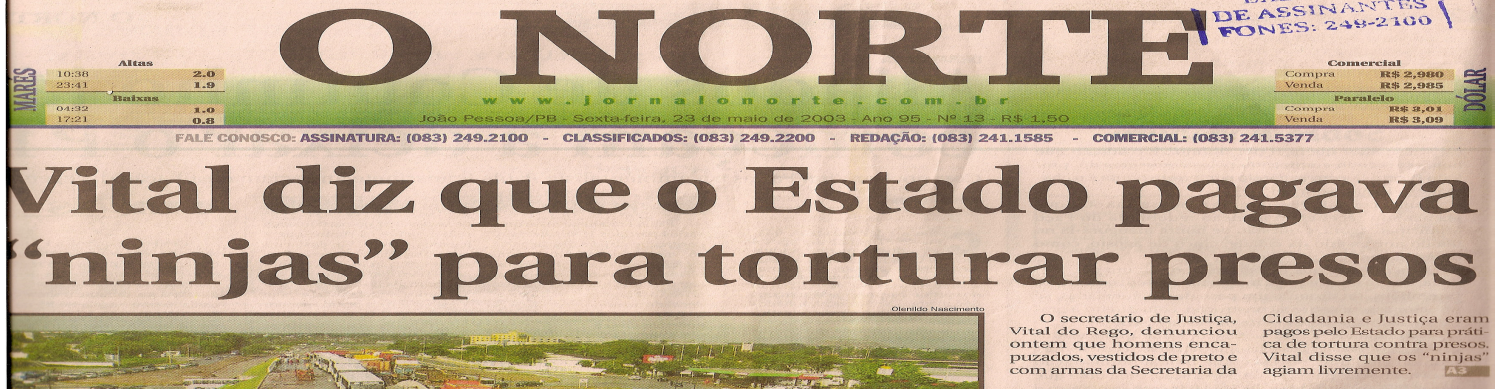 DE ASSINANTES
FONES: 249-2100
O NORTE
www.jornalonorte.com.br
João Pessoa/PB - Sexta-feira, 23 de maio de 2003 - Ano 95 - Nº 13 - R$ 1,50
MARES
Altas
10:38 2.0
23:41 1.9
Baixas
04:32 1.0
17:21 0.8
DÓLAR
Comercial
Compra R$ 2,980
Venda R$ 2,985
Paralelo
Compra R$ 3,01
Venda R$ 3,09
FALE CONOSCO: ASSINATURA: (083) 249.2100 - CLASSIFICADOS: (083) 249.2200 - REDAÇÃO: (083) 241.1585 - COMERCIAL: (083) 241.5377
Vital diz que o Estado pagava
“ninjas” para torturar presos
Olenildo Nascimento
O secretário de Justiça,
Vital do Rego, denunciou
ontem que homens enca-
puzados, vestidos de preto e
com armas da Secretaria da
Cidadania e Justiça eram
pagos pelo Estado para práti-
ca de tortura contra presos.
Vital disse que os “ninjas”
agiam livremente. A3